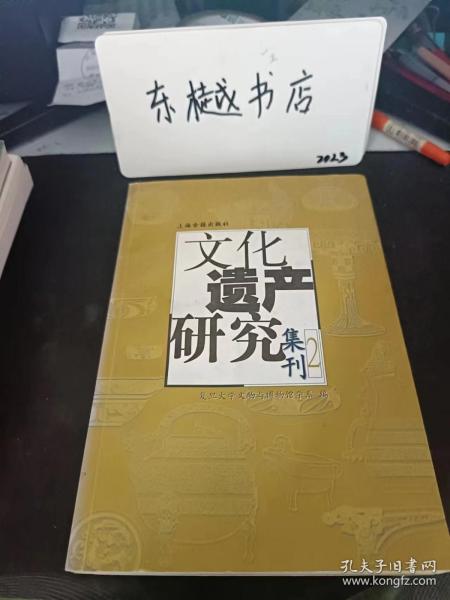 东樾书店
2023
上海古籍出版社
文化
遗产
研究
集刊
2
复旦大学文物与博物馆学系 编
孔夫子旧书网
www.kongfz.com